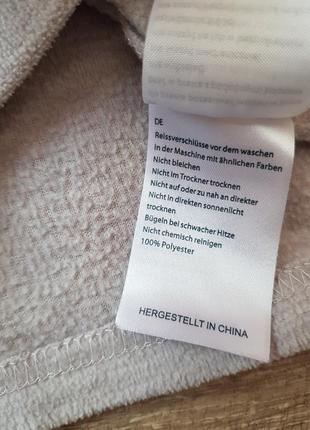 DE
Reissverschlüsse vor dem waschen
In der Maschine mit ähnlichen Farben
Nicht bleichen
Nicht im Trockner trocknen
Nicht auf oder zu nah an direkter
Nicht in direkten sonnenlicht
trocknen
Bügeln bei schwacher Hitze
Nicht chemisch reinigen
100% Polyester
HERGESTELLT IN CHINA